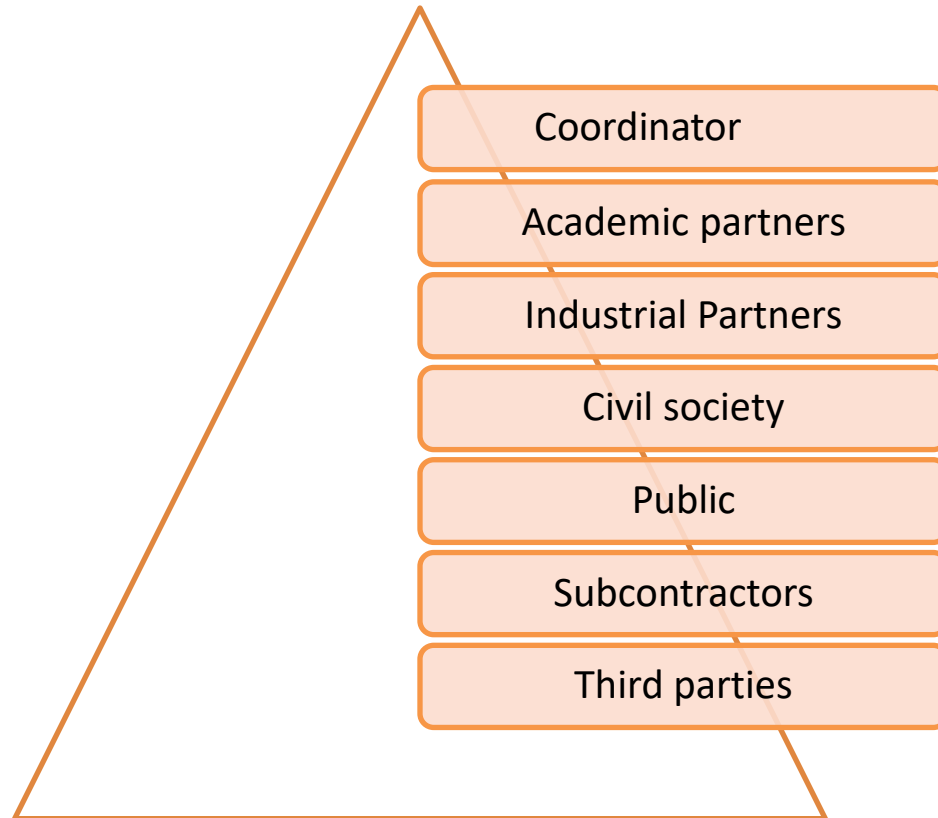 Coordinator
Academic partners
Industrial Partners
Civil society
Public
Subcontractors
Third parties